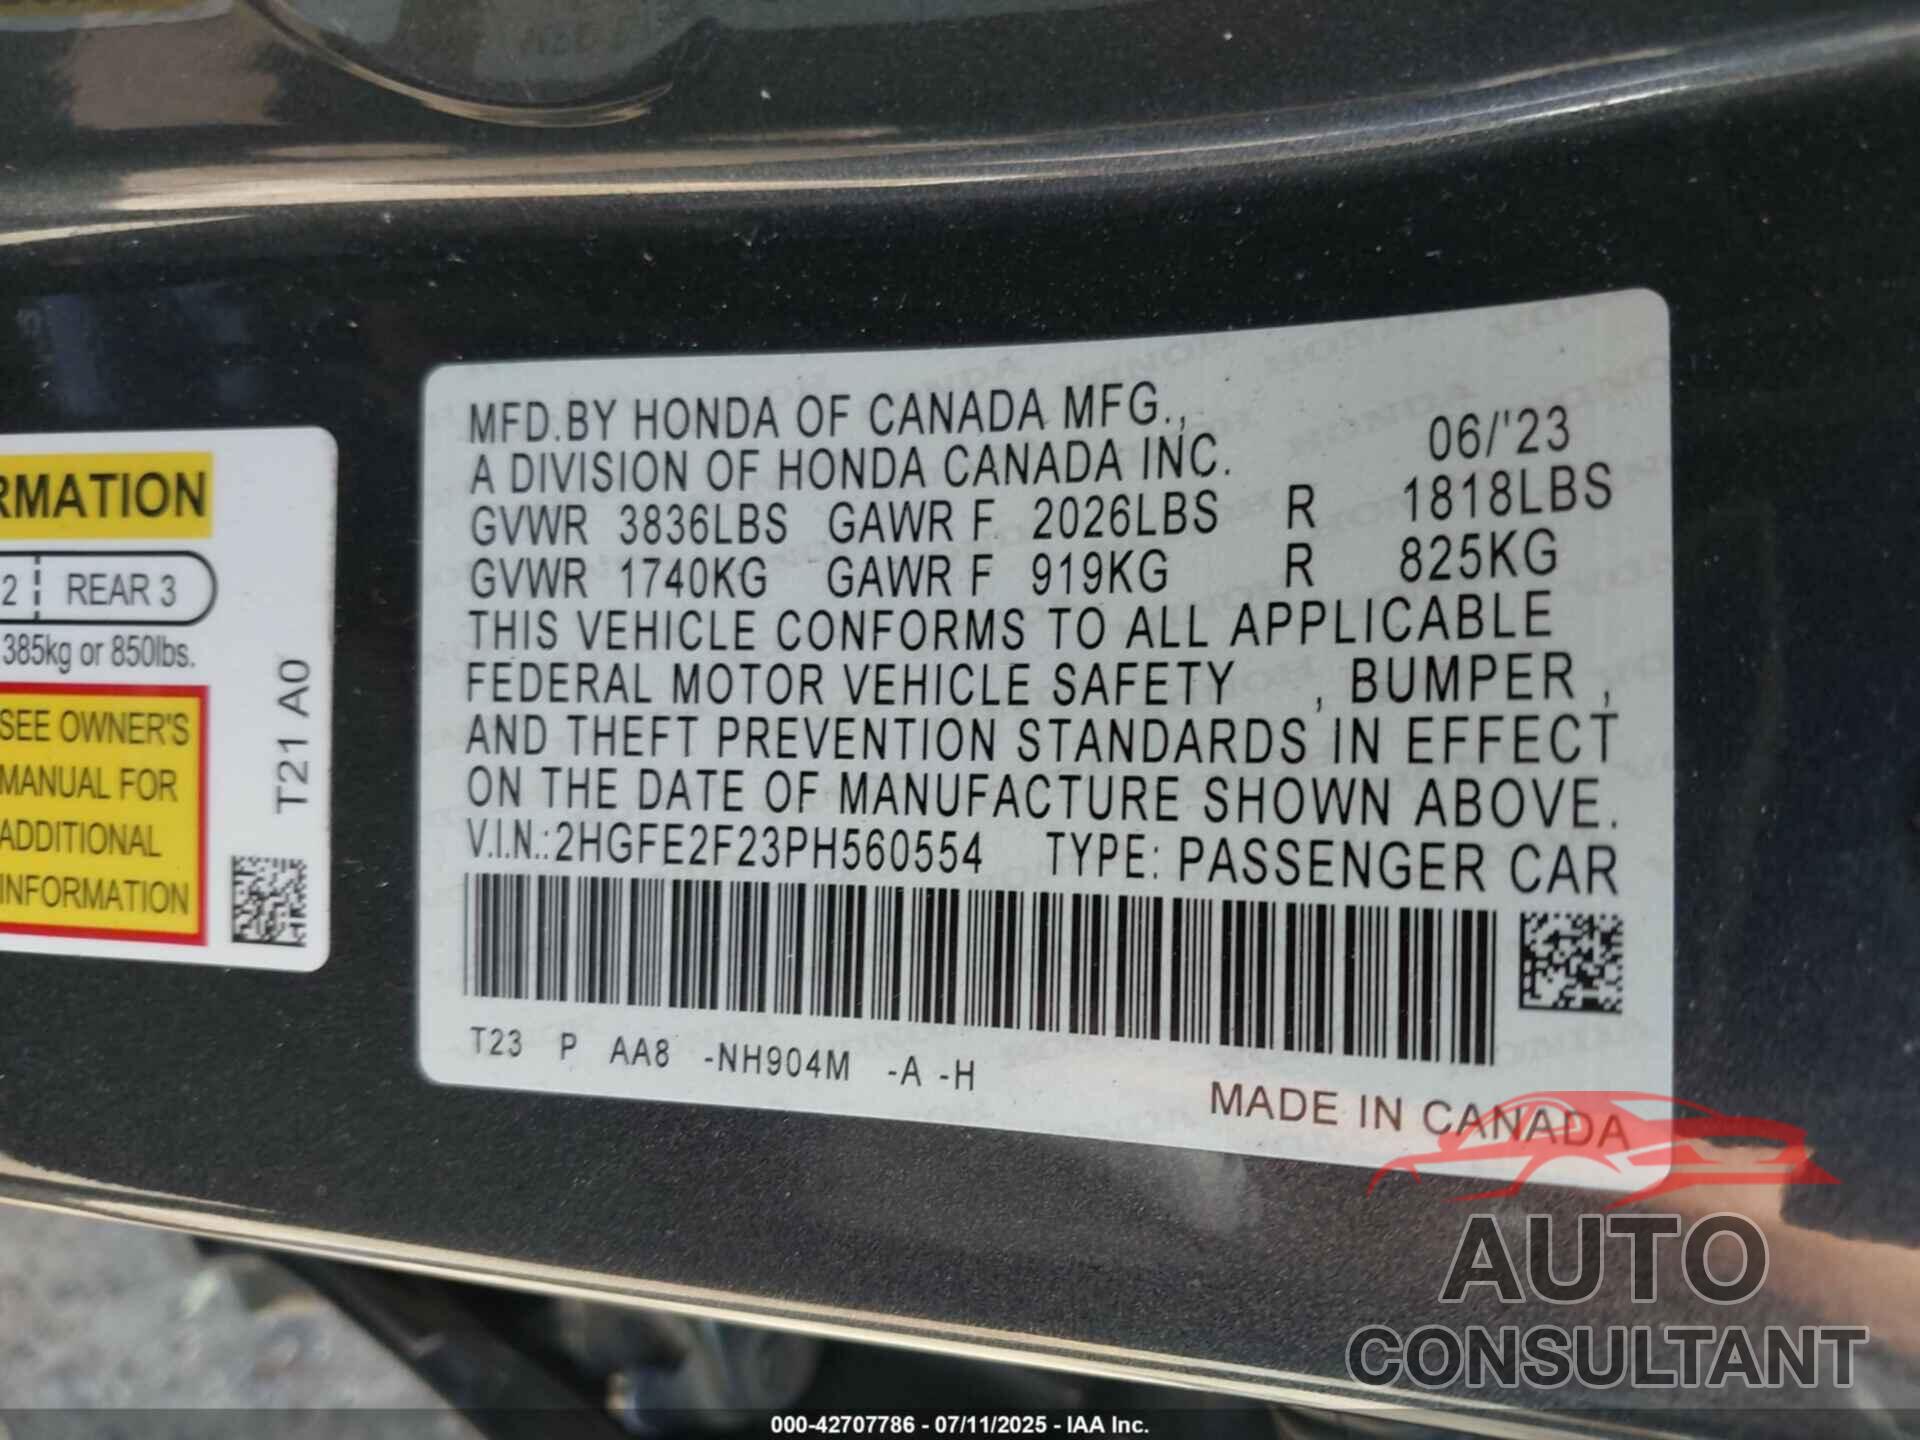 RMATION
2 REAR 3
385kg or 850lbs.
SEE OWNER'S
MANUAL FOR
ADDITIONAL
INFORMATION
T21 A0
MFD.BY HONDA OF CANADA MFG.,
A DIVISION OF HONDA CANADA INC. 06/'23
GVWR 3836LBS GAWR F 2026LBS R 1818LBS
GVWR 1740KG GAWR F 919KG R 825KG
THIS VEHICLE CONFORMS TO ALL APPLICABLE
FEDERAL MOTOR VEHICLE SAFETY , BUMPER ,
AND THEFT PREVENTION STANDARDS IN EFFECT
ON THE DATE OF MANUFACTURE SHOWN ABOVE.
V.I.N.:2HGFE2F23PH560554 TYPE: PASSENGER CAR
T23 P AA8 -NH904M -A -H
MADE IN CANADA
AUTO
CONSULTANT
000-42707786 - 07/11/2025 - IAA Inc.